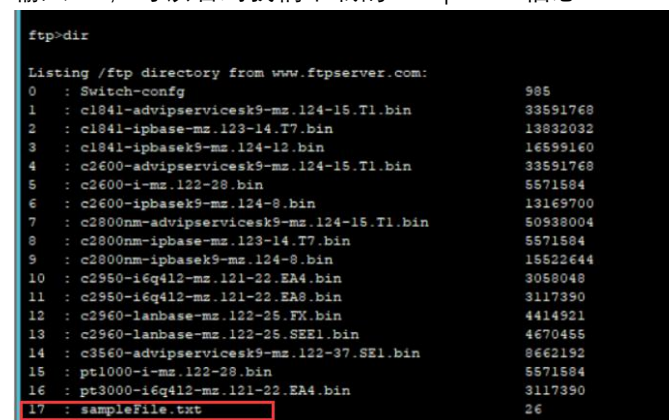 ftp>dir
Listing /ftp directory from www.ftpserver.com:
0 : Switch-confg 985
1 : c1841-advipservicesk9-mz.124-15.T1.bin 33591768
2 : c1841-ipbase-mz.123-14.T7.bin 13832032
3 : c1841-ipbasek9-mz.124-12.bin 16599160
4 : c2600-advipservicesk9-mz.124-15.T1.bin 33591768
5 : c2600-i-mz.122-28.bin 5571584
6 : c2600-ipbasek9-mz.124-8.bin 13169700
7 : c2800nm-advipservicesk9-mz.124-15.T1.bin 50938004
8 : c2800nm-ipbase-mz.123-14.T7.bin 5571584
9 : c2800nm-ipbasek9-mz.124-8.bin 15522644
10 : c2950-i6q4l2-mz.121-22.EA4.bin 3058048
11 : c2950-i6q4l2-mz.121-22.EA8.bin 3117390
12 : c2960-lanbase-mz.122-25.FX.bin 4414921
13 : c2960-lanbase-mz.122-25.SEE1.bin 4670455
14 : c3560-advipservicesk9-mz.122-37.SE1.bin 8662192
15 : pt1000-i-mz.122-28.bin 5571584
16 : pt3000-i6q4l2-mz.121-22.EA4.bin 3117390
17 : sampleFile.txt 26